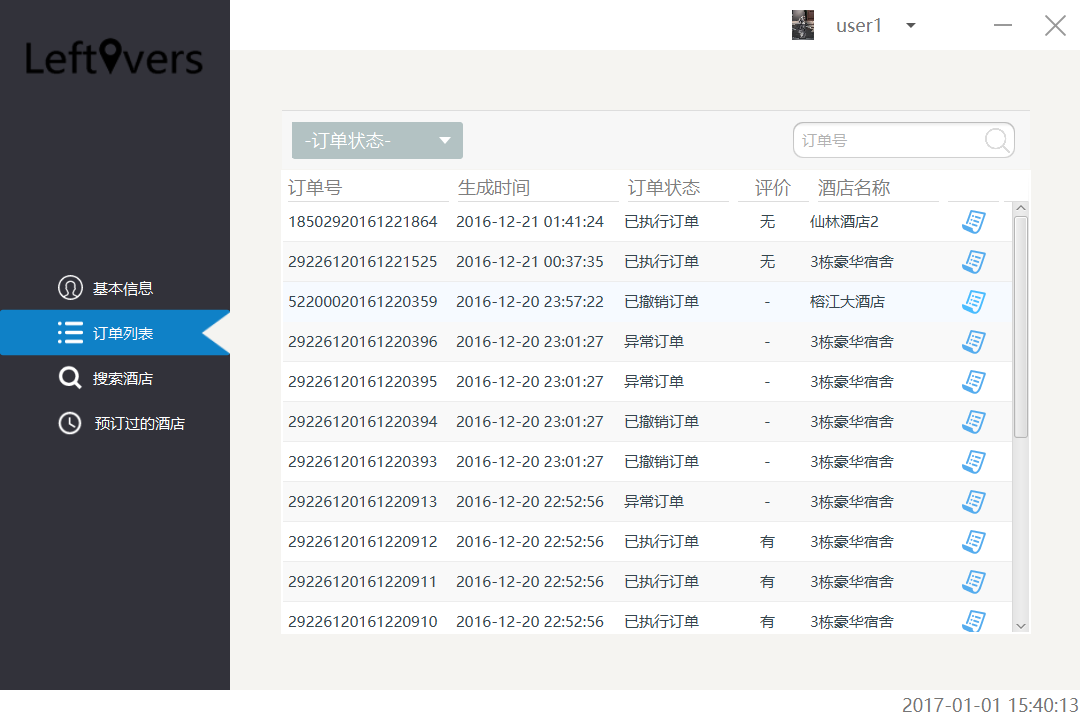 Leftovers
user1
-订单状态-
订单号
订单号 生成时间 订单状态 评价 酒店名称
18502920161221864 2016-12-21 01:41:24 已执行订单 无 仙林酒店2
29226120161221525 2016-12-21 00:37:35 已执行订单 无 3栋豪华宿舍
52200020161220359 2016-12-20 23:57:22 已撤销订单 - 榕江大酒店
29226120161220396 2016-12-20 23:01:27 异常订单 - 3栋豪华宿舍
29226120161220395 2016-12-20 23:01:27 异常订单 - 3栋豪华宿舍
29226120161220394 2016-12-20 23:01:27 已撤销订单 - 3栋豪华宿舍
29226120161220393 2016-12-20 23:01:27 已撤销订单 - 3栋豪华宿舍
29226120161220913 2016-12-20 22:52:56 异常订单 - 3栋豪华宿舍
29226120161220912 2016-12-20 22:52:56 已执行订单 有 3栋豪华宿舍
29226120161220911 2016-12-20 22:52:56 已执行订单 有 3栋豪华宿舍
29226120161220910 2016-12-20 22:52:56 已执行订单 有 3栋豪华宿舍
基本信息
订单列表
搜索酒店
预订过的酒店
2017-01-01 15:40:13